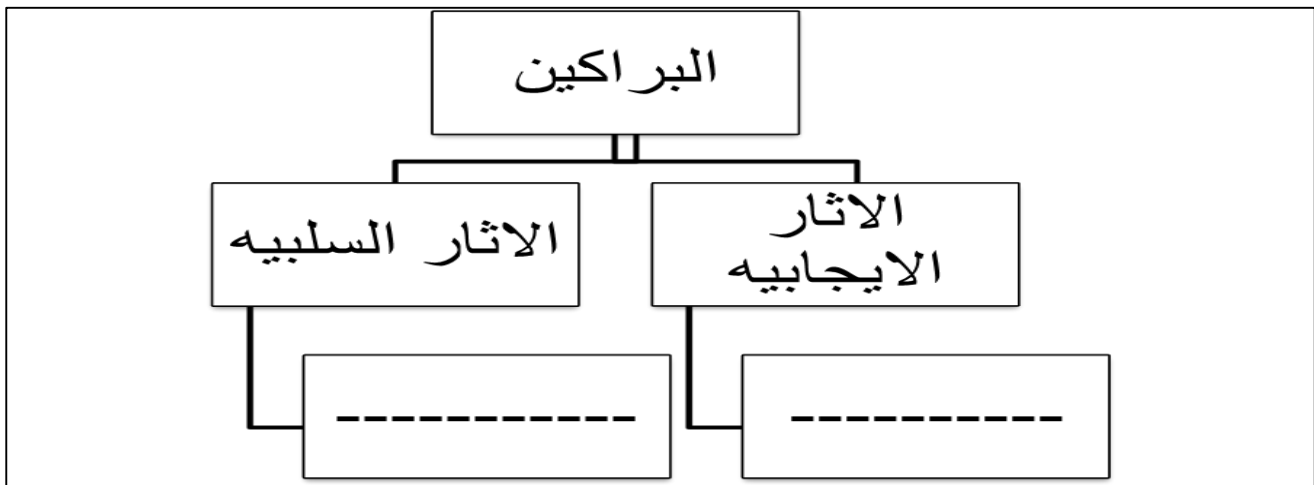 البراكين
الاثار
الايجابيه
الاثار السلبيه
----------
-----------